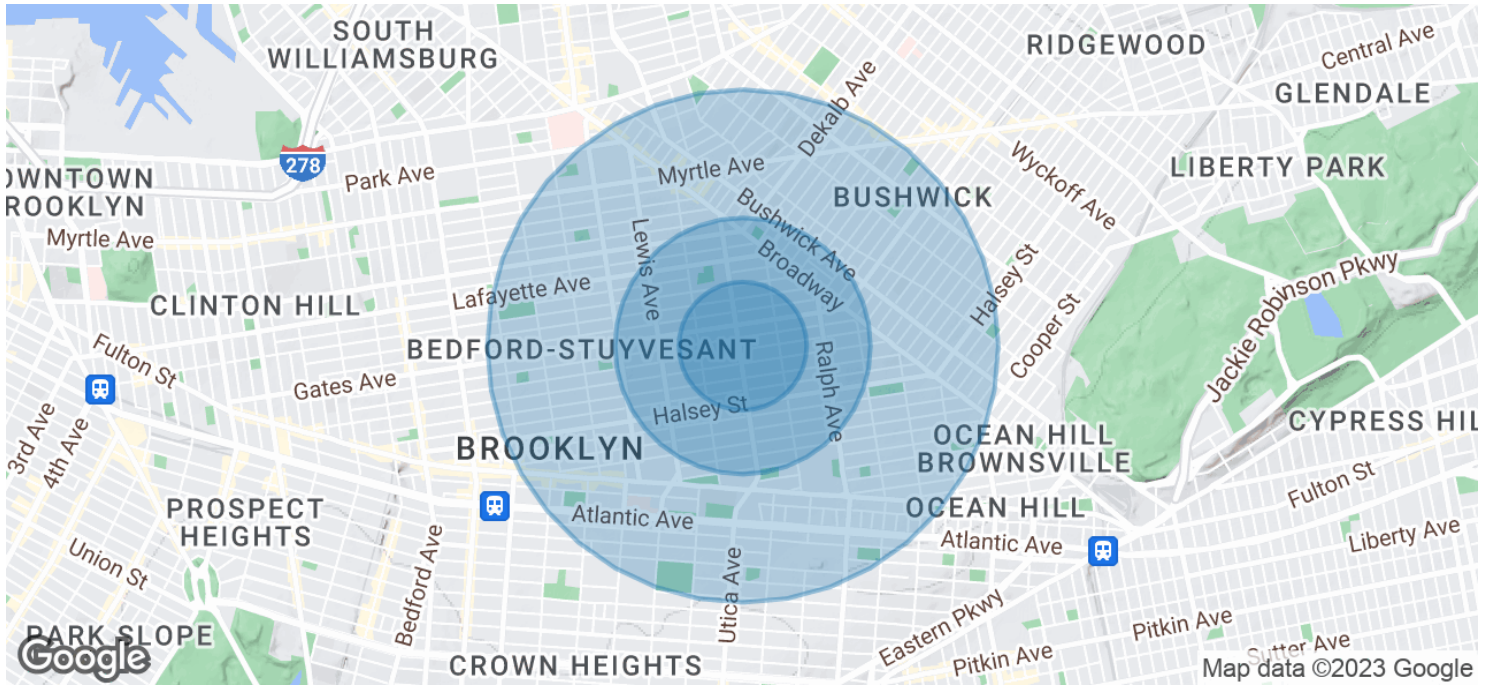 SOUTH
WILLIAMSBURG
RIDGEWOOD
Central Ave
GLENDALE
278
Dekalb Ave
Wyckoff Ave
LIBERTY PARK
OWNTOWN
ROOKLYN
Park Ave
Myrtle Ave
BUSHWICK
Myrtle Ave
Bushwick Ave
Broadway
Lewis Ave
Lafayette Ave
CLINTON HILL
Halsey St
Cooper St
Jackie Robinson Pkwy
Fulton St
BEDFORD-STUYVESANT
Gates Ave
Ralph Ave
Halsey St
3rd Ave
4th Ave
BROOKLYN
OCEAN HILL
BROWNSVILLE
CYPRESS HIL
Fulton St
PROSPECT
HEIGHTS
Atlantic Ave
OCEAN HILL
Atlantic Ave
Liberty Ave
Union St
Bedford Ave
Utica Ave
Eastern Pkwy
Pitkin Ave
PARK SLOPE
Google
CROWN HEIGHTS
Pitkin Ave
Sutter Ave
Map data ©2023 Google